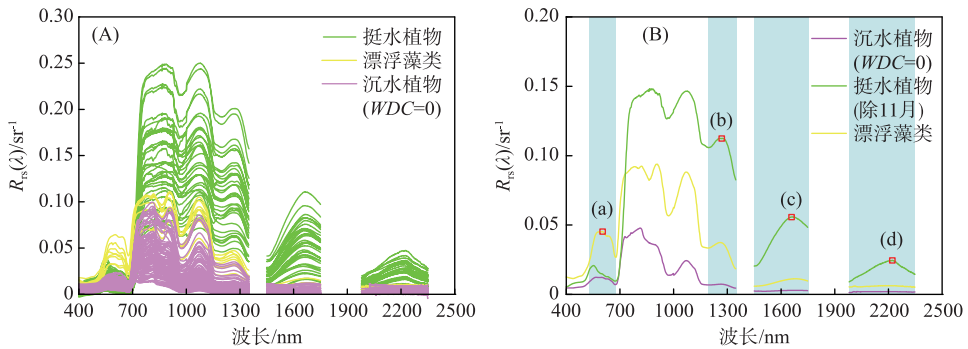 (A)
挺水植物
漂浮藻类
沉水植物
(WDC=0)
0.30
0.25
0.20
0.15
0.10
0.05
0
Rrs(λ)/sr⁻¹
400 700 1000 1300 1600 1900 2200 2500
波长/nm
(B)
沉水植物
(WDC=0)
挺水植物
(除11月)
漂浮藻类
0.20
0.15
0.10
0.05
0
Rrs(λ)/sr⁻¹
(a)
(b)
(c)
(d)
400 700 1000 1300 1600 1900 2200 2500
波长/nm